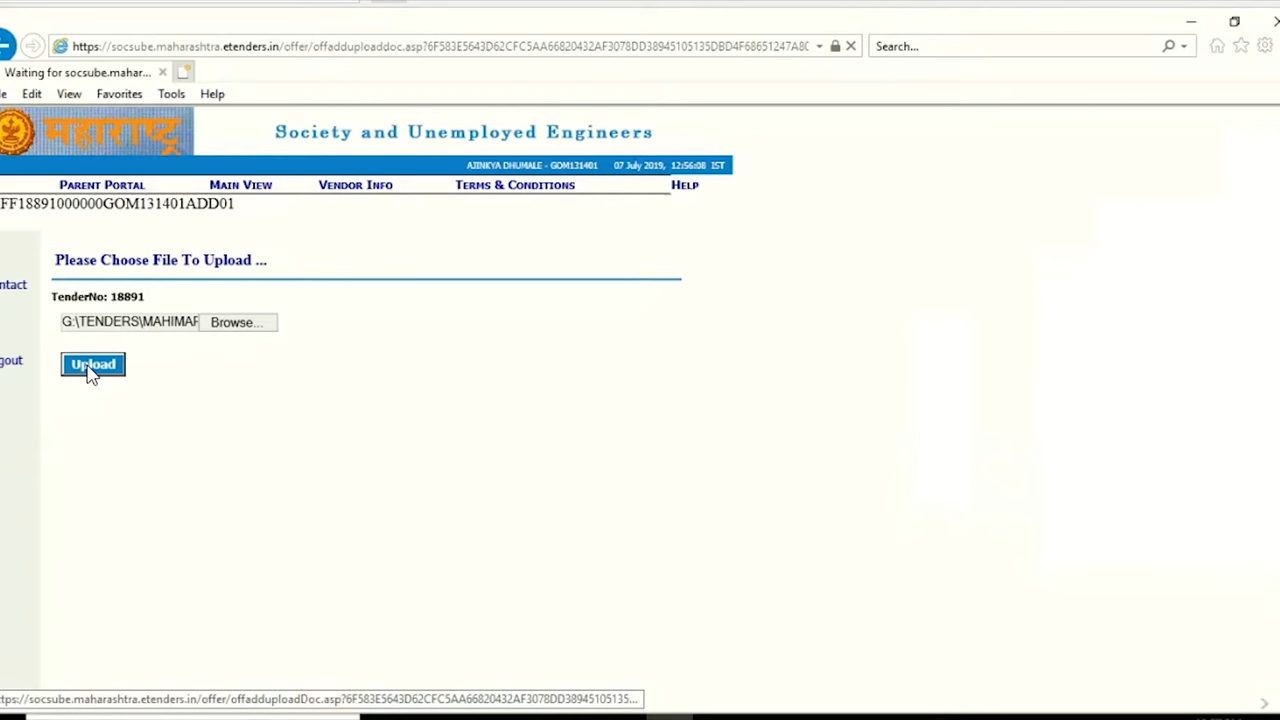 https://socsube.maharashtra.etenders.in/offer/offadduploaddoc.asp?6F583E5643D62CFC5AA66820432AF3078DD38945105135DBD4F68651247A8C
Search...
Waiting for socsube.mahar...
Edit View Favorites Tools Help
महाराष्ट्र
Society and Unemployed Engineers
AJINKYA DHUMALE - GOM131401 07 July 2019, 12:56:08 IST
PARENT PORTAL MAIN VIEW VENDOR INFO TERMS & CONDITIONS HELP
FF18891000000GOM131401ADD01
Please Choose File To Upload ...
ntact
TenderNo: 18891
G:\TENDERS\MAHIMAF Browse...
gout
Upload
ttps://socsube.maharashtra.etenders.in/offer/offadduploadDoc.asp?6F583E5643D62CFC5AA66820432AF3078DD38945105135...